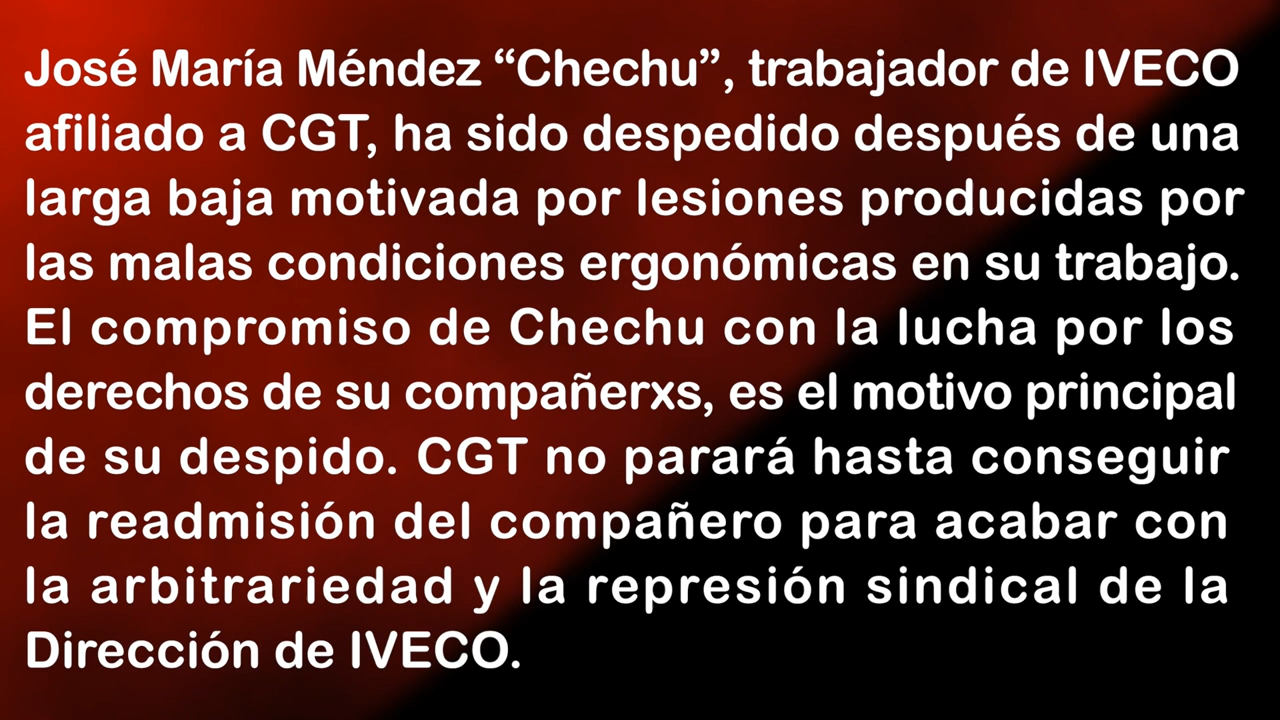 José María Méndez “Chechu”, trabajador de IVECO
afiliado a CGT, ha sido despedido después de una
larga baja motivada por lesiones producidas por
las malas condiciones ergonómicas en su trabajo.
El compromiso de Chechu con la lucha por los
derechos de su compañerxs, es el motivo principal
de su despido. CGT no parará hasta conseguir
la readmisión del compañero para acabar con
la arbitrariedad y la represión sindical de la
Dirección de IVECO.